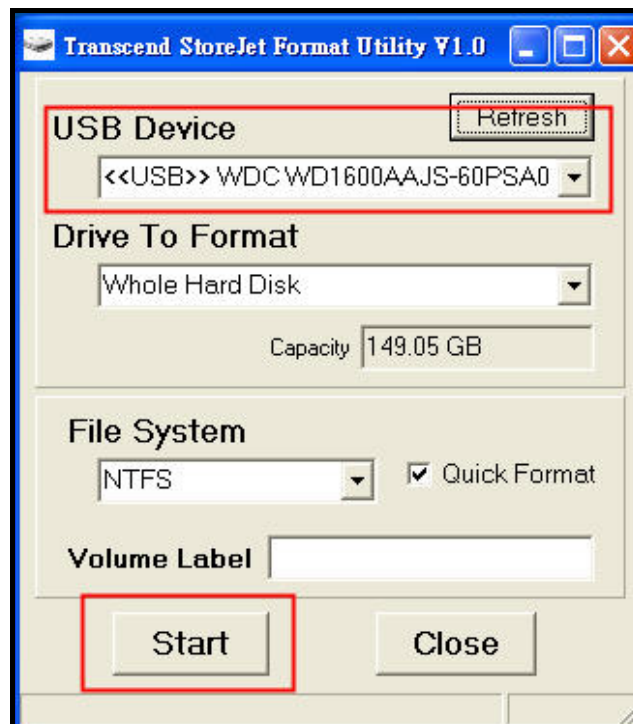 Transcend StoreJet Format Utility V1.0
Refresh
USB Device
<<USB>> WDC WD1600AAJS-60PSA0
Drive To Format
Whole Hard Disk
Capacity 149.05 GB
File System
NTFS
Quick Format
Volume Label
Start Close